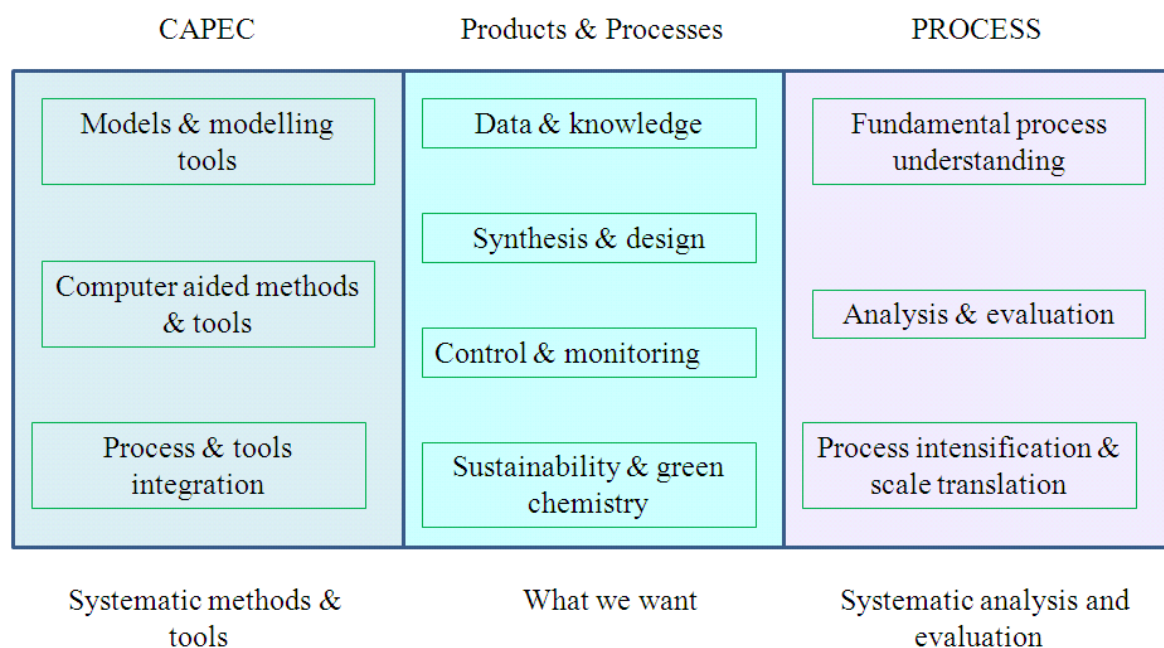 CAPEC
Products & Processes
PROCESS
Models & modelling
tools
Computer aided methods
& tools
Process & tools
integration
Data & knowledge
Synthesis & design
Control & monitoring
Sustainability & green
chemistry
Fundamental process
understanding
Analysis & evaluation
Process intensification &
scale translation
Systematic methods &
tools
What we want
Systematic analysis and
evaluation